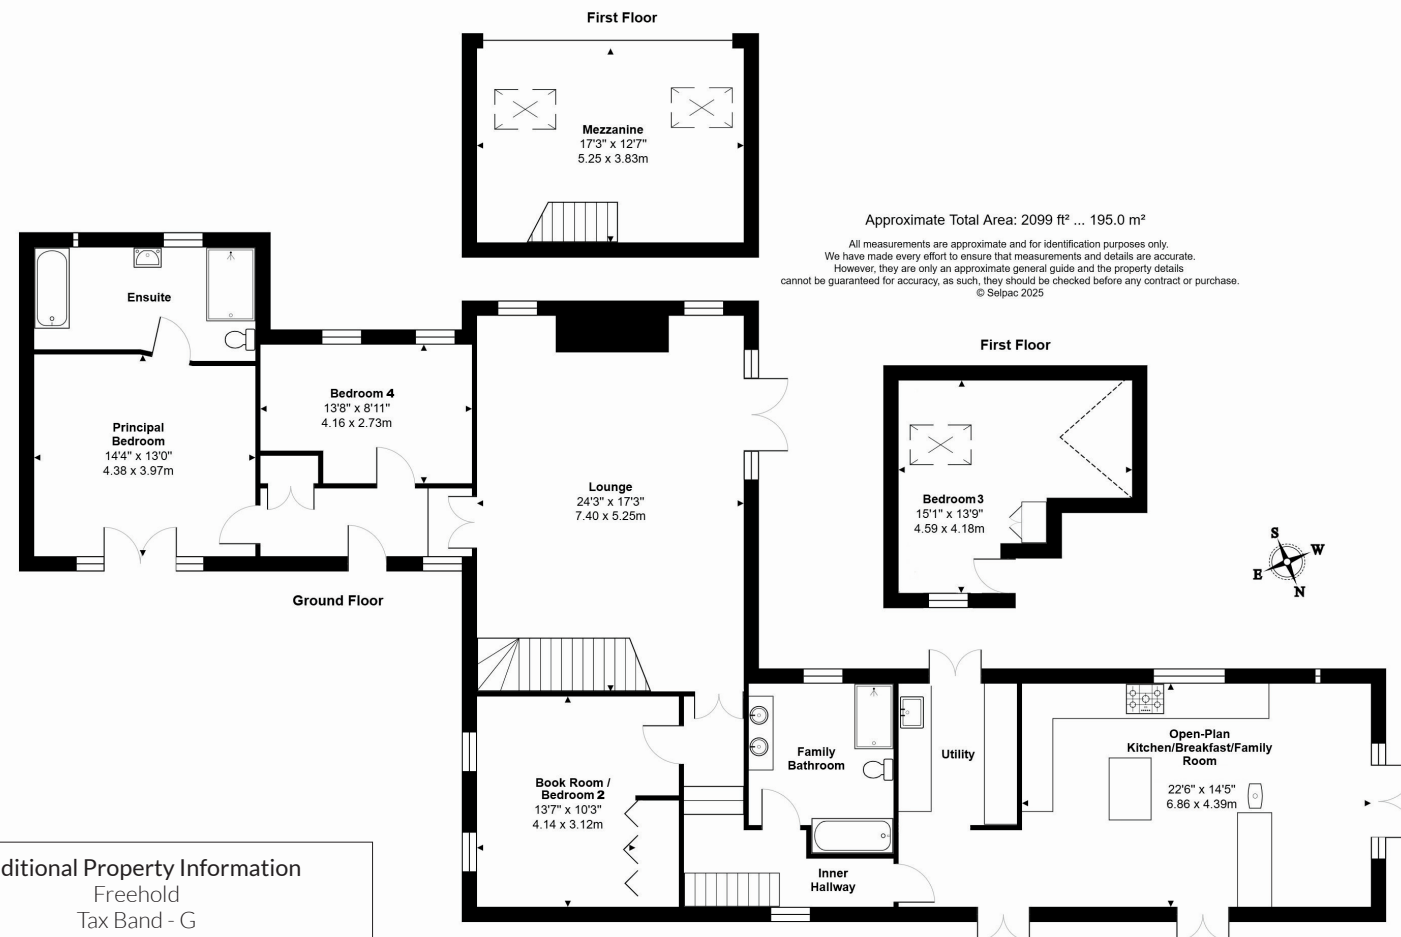 First Floor
Mezzanine
17'3" x 12'7"
5.25 x 3.83m
Approximate Total Area: 2099 ft² ... 195.0 m²
All measurements are approximate and for identification purposes only.
We have made every effort to ensure that measurements and details are accurate.
However, they are only an approximate general guide and the property details
cannot be guaranteed for accuracy, as such, they should be checked before any contract or purchase.
© Selpac 2025
Ensuite
First Floor
Bedroom 4
13'8" x 8'11"
4.16 x 2.73m
Principal
Bedroom
14'4" x 13'0"
4.38 x 3.97m
Lounge
24'3" x 17'3"
7.40 x 5.25m
Bedroom 3
15'1" x 13'9"
4.59 x 4.18m
S
W
E
N
Ground Floor
Book Room /
Bedroom 2
13'7" x 10'3"
4.14 x 3.12m
Family
Bathroom
Utility
Open-Plan
Kitchen/Breakfast/Family
Room
22'6" x 14'5"
6.86 x 4.39m
Inner
Hallway
ditional Property Information
Freehold
Tax Band - G